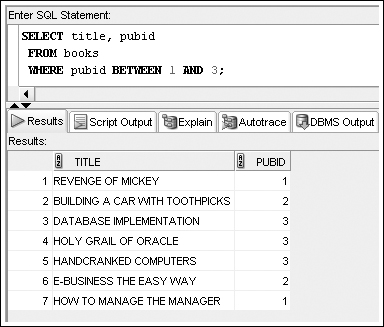 Enter SQL Statement:
SELECT title, pubid
FROM books
WHERE pubid BETWEEN 1 AND 3;
Results Script Output Explain Autotrace DBMS Output
Results:
TITLE PUBID
1 REVENGE OF MICKEY 1
2 BUILDING A CAR WITH TOOTHPICKS 2
3 DATABASE IMPLEMENTATION 3
4 HOLY GRAIL OF ORACLE 3
5 HANDCRANKED COMPUTERS 3
6 E-BUSINESS THE EASY WAY 2
7 HOW TO MANAGE THE MANAGER 1